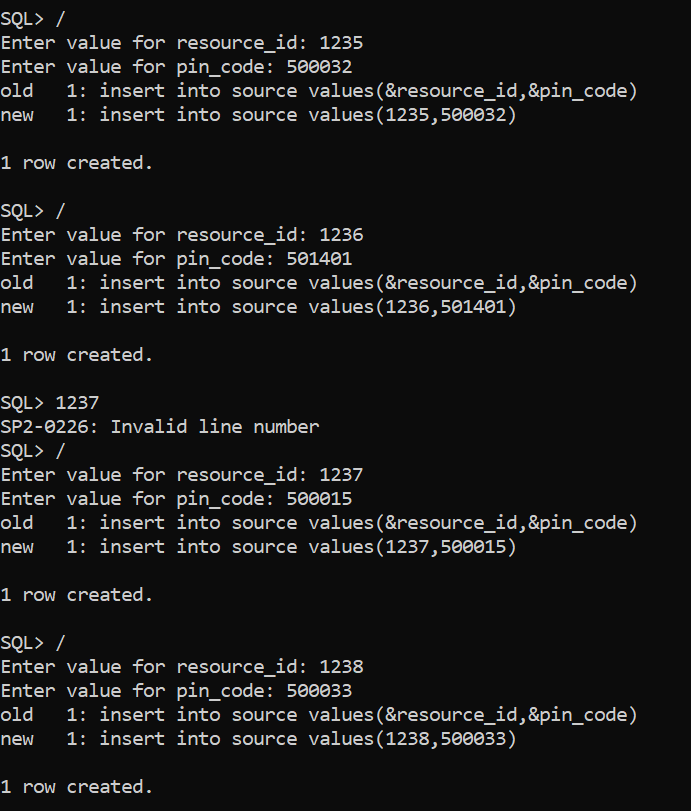 SQL> /
Enter value for resource_id: 1235
Enter value for pin_code: 500032
old   1: insert into source values(&resource_id,&pin_code)
new   1: insert into source values(1235,500032)

1 row created.

SQL> /
Enter value for resource_id: 1236
Enter value for pin_code: 501401
old   1: insert into source values(&resource_id,&pin_code)
new   1: insert into source values(1236,501401)

1 row created.

SQL> 1237
SP2-0226: Invalid line number
SQL> /
Enter value for resource_id: 1237
Enter value for pin_code: 500015
old   1: insert into source values(&resource_id,&pin_code)
new   1: insert into source values(1237,500015)

1 row created.

SQL> /
Enter value for resource_id: 1238
Enter value for pin_code: 500033
old   1: insert into source values(&resource_id,&pin_code)
new   1: insert into source values(1238,500033)

1 row created.